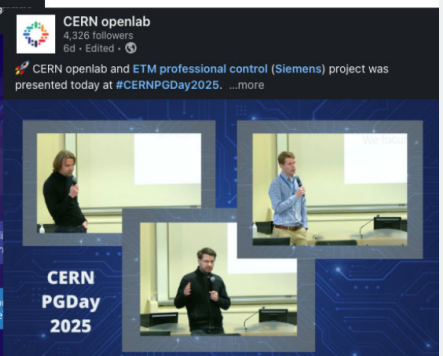 CERN openlab
4,326 followers
6d • Edited •
🚀 CERN openlab and ETM professional control (Siemens) project was
presented today at #CERNPGDay2025. ...more
CERN
PGDay
2025